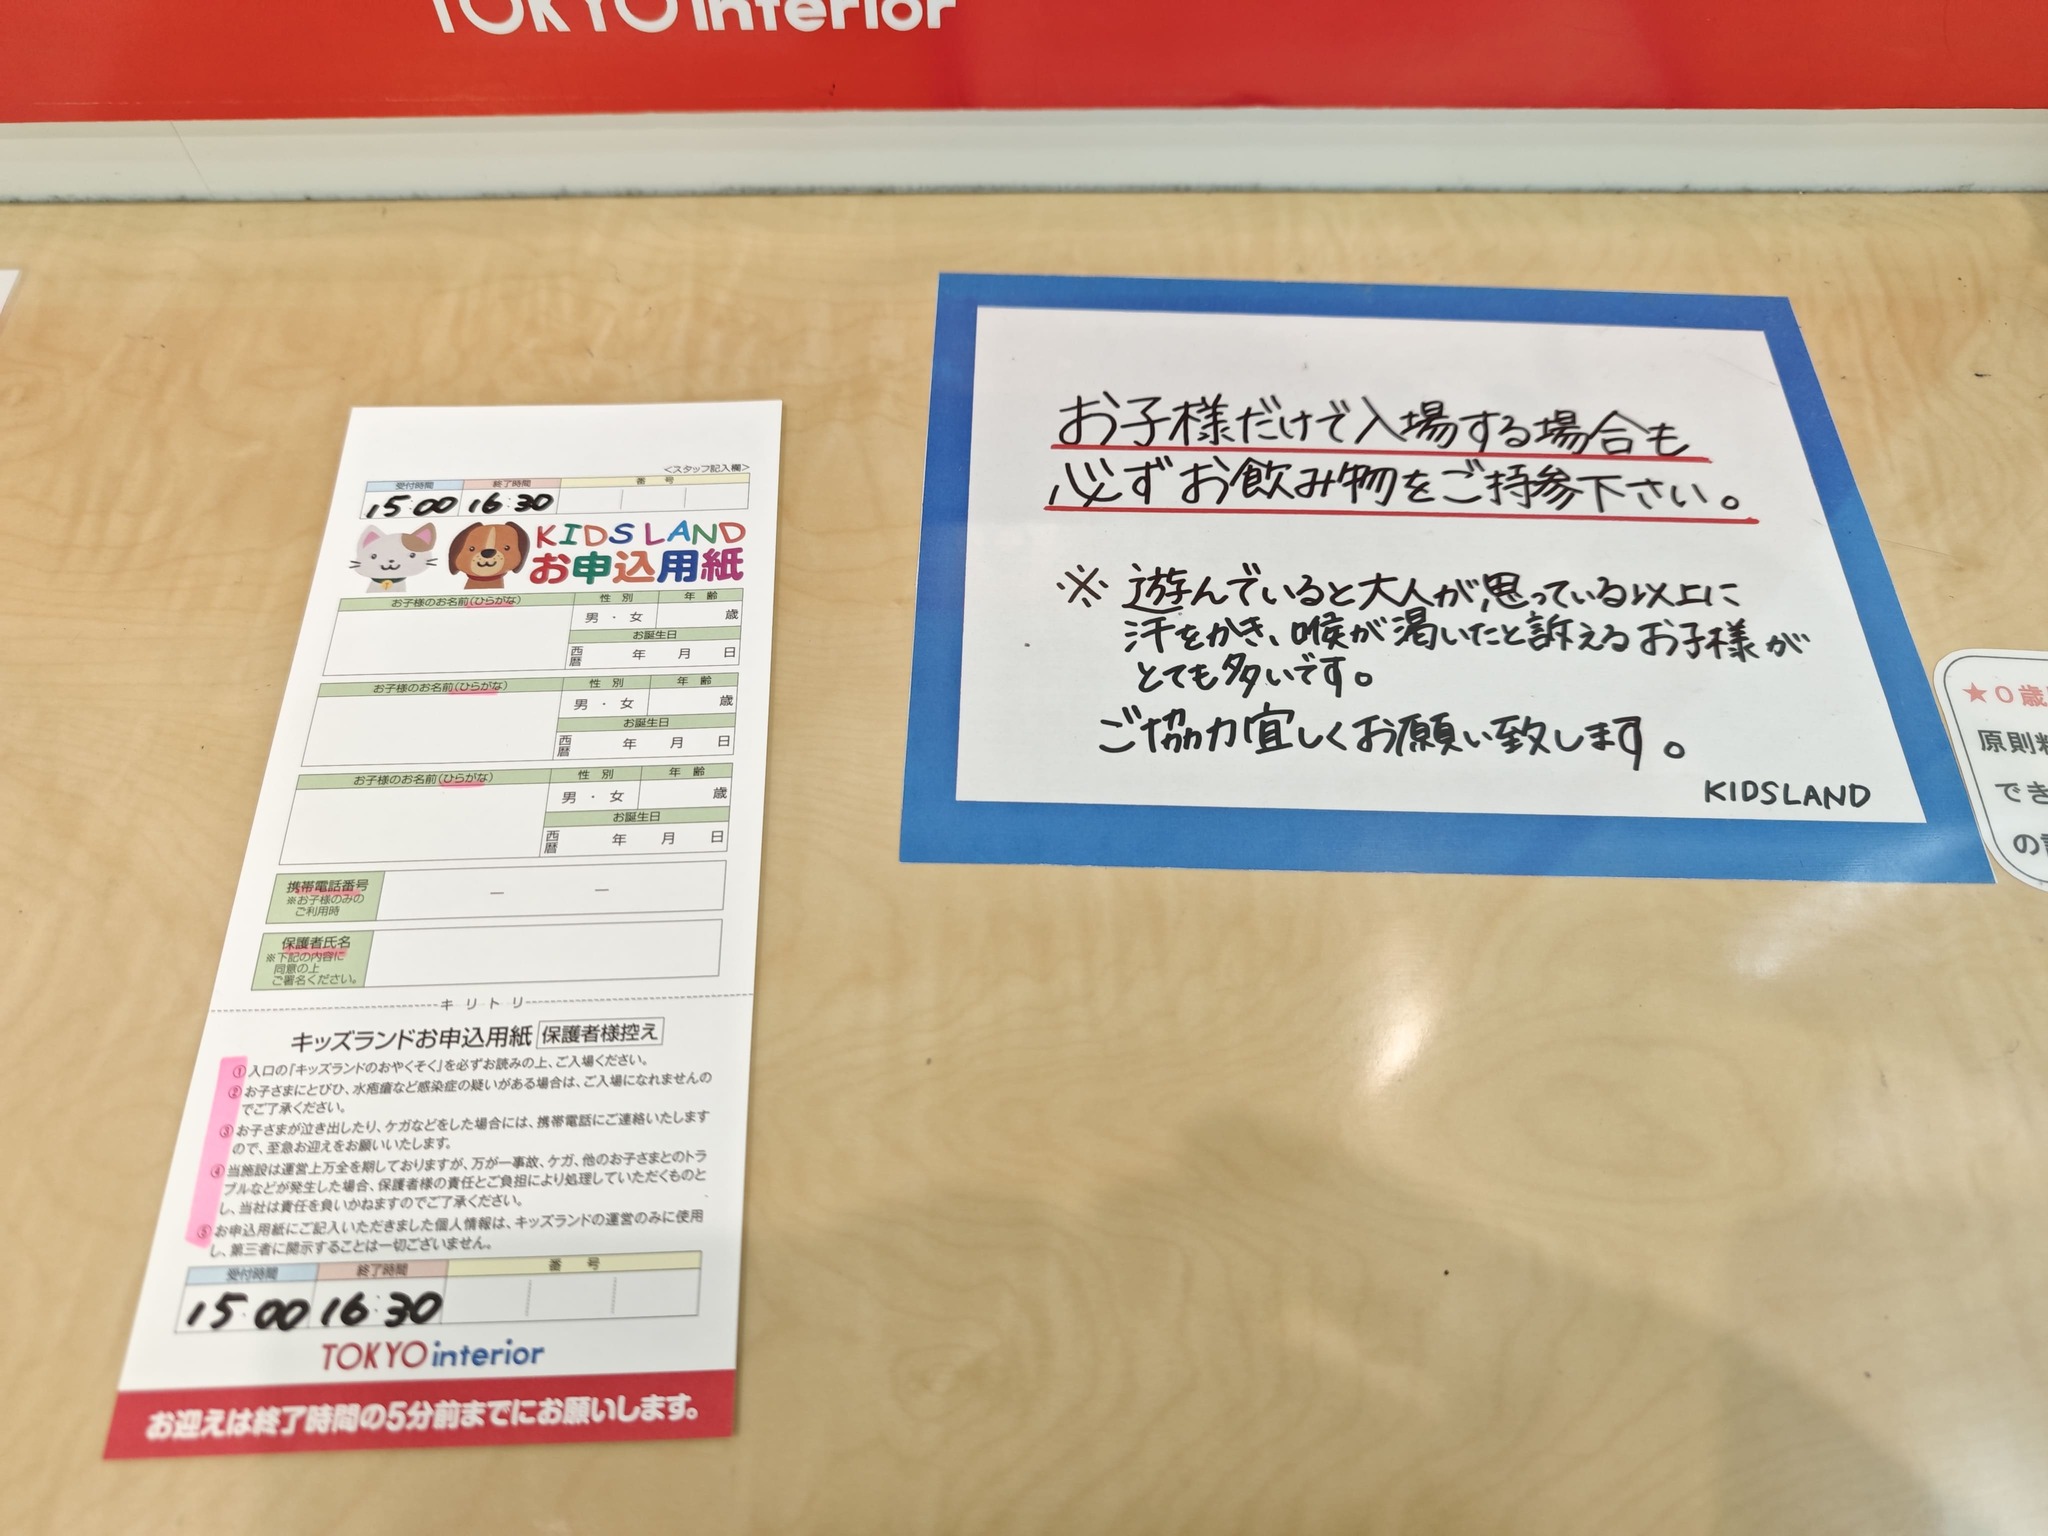 TOKYO interior
<スタッフ記入欄>
受付時間 終了時間 番 号
15:00 16:30
KIDS LAND
お申込用紙
お子様のお名前(ひらがな) 性 別 年 齢
男 ・ 女 歳
お誕生日
西暦 年 月 日
お子様のお名前(ひらがな) 性 別 年 齢
男 ・ 女 歳
お誕生日
西暦 年 月 日
お子様のお名前(ひらがな) 性 別 年 齢
男 ・ 女 歳
お誕生日
西暦 年 月 日
携帯電話番号
※お子様のみの
ご利用時
― ―
保護者氏名
※下記の内容に
同意の上
ご署名ください。
キ リ ト リ
キッズランドお申込用紙 保護者様控え
①入口の「キッズランドのおやくそく」を必ずお読みの上、ご入場ください。
②お子さまにとびひ、水疱瘡など感染症の疑いがある場合は、ご入場になれませんの
でご了承ください。
③お子さまが泣き出したり、ケガなどをした場合には、携帯電話にご連絡いたします
ので、至急お迎えをお願いいたします。
④当施設は運営上万全を期しておりますが、万が一事故、ケガ、他のお子さまとのトラ
ブルなどが発生した場合、保護者様の責任とご負担により処理していただくものと
し、当社は責任を負いかねますのでご了承ください。
⑤お申込用紙にご記入いただきました個人情報は、キッズランドの運営のみに使用
し、第三者に開示することは一切ございません。
受付時間 終了時間 番 号
15:00 16:30
TOKYO interior
お迎えは終了時間の5分前までにお願いします。
お子様だけで入場する場合も
必ずお飲み物をご持参下さい。
※ 遊んでいると大人が思っている以上に
汗をかき、喉が渇いたと訴えるお子様が
とても多いです。
ご協力宜しくお願い致します。
KIDSLAND
★0歳
原則
でき
の